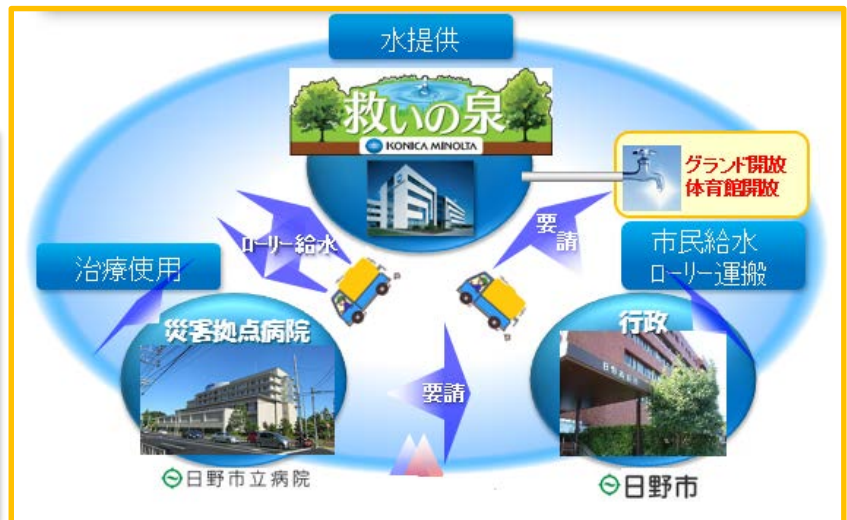 水提供
救いの泉
KONICA MINOLTA
グランド開放
体育館開放
ローリー給水
要請
治療使用
市民給水
ローリー運搬
災害拠点病院
行政
要請
日野市立病院
日野市